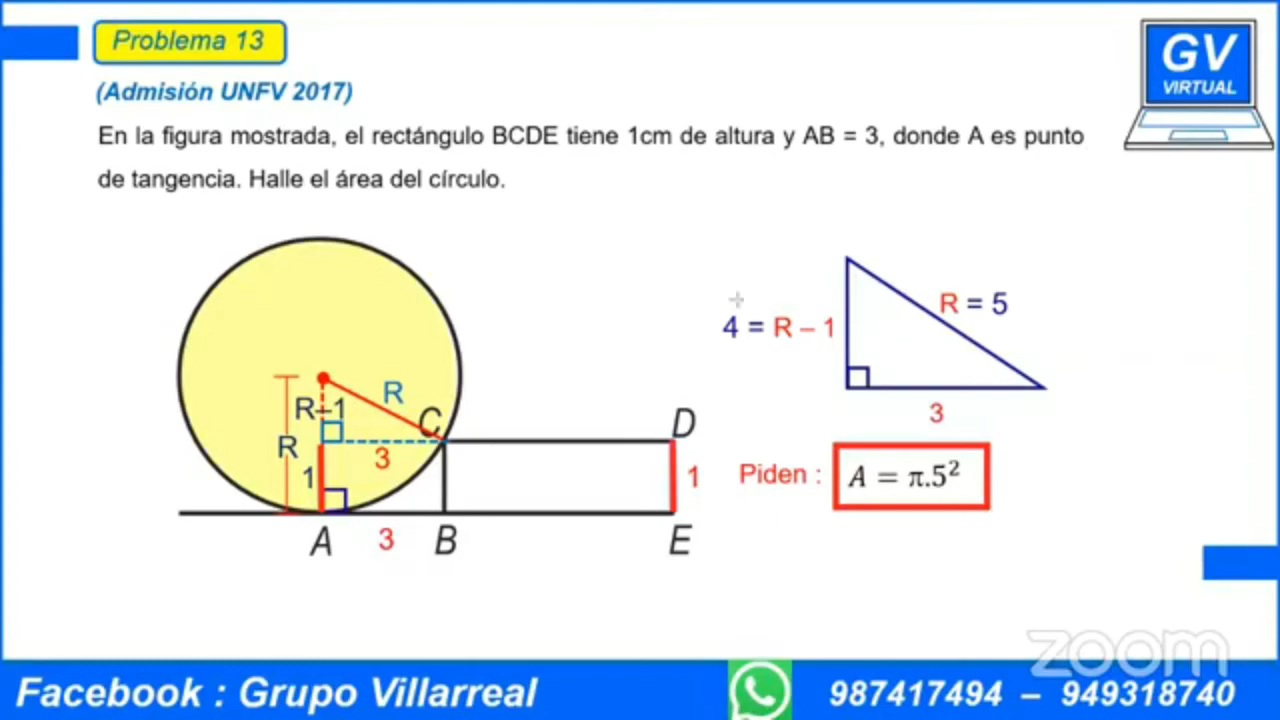 Problema 13
GV
VIRTUAL
(Admisión UNFV 2017)
En la figura mostrada, el rectángulo BCDE tiene 1cm de altura y AB = 3, donde A es punto
de tangencia. Halle el área del círculo.
R = 5
4 = R – 1
3
R
R–1
C
D
R
3
1
1
Piden : A = π.5²
A
3
B
E
zoom
Facebook : Grupo Villarreal
987417494 – 949318740